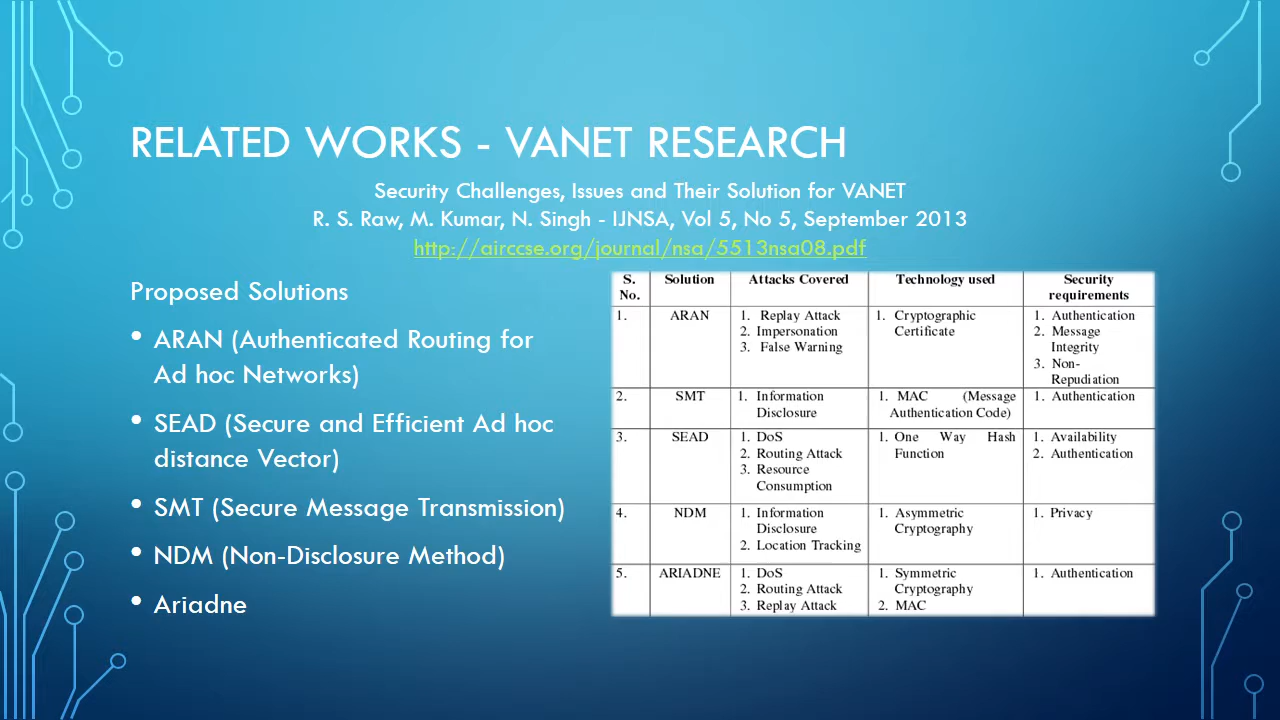 RELATED WORKS - VANET RESEARCH
Security Challenges, Issues and Their Solution for VANET
R. S. Raw, M. Kumar, N. Singh - IJNSA, Vol 5, No 5, September 2013
http://airccse.org/journal/nsa/5513nsa08.pdf
Proposed Solutions
• ARAN (Authenticated Routing for
Ad hoc Networks)
• SEAD (Secure and Efficient Ad hoc
distance Vector)
• SMT (Secure Message Transmission)
• NDM (Non-Disclosure Method)
• Ariadne
S. Solution Attacks Covered Technology used Security
No. requirements
1. ARAN 1. Replay Attack 1. Cryptographic 1. Authentication
2. Impersonation Certificate 2. Message
3. False Warning Integrity
3. Non-
Repudiation
2. SMT 1. Information 1. MAC (Message 1. Authentication
Disclosure Authentication Code)
3. SEAD 1. DoS 1. One Way Hash 1. Availability
2. Routing Attack Function 2. Authentication
3. Resource
Consumption
4. NDM 1. Information 1. Asymmetric 1. Privacy
Disclosure Cryptography
2. Location Tracking
5. ARIADNE 1. DoS 1. Symmetric 1. Authentication
2. Routing Attack Cryptography
3. Replay Attack 2. MAC